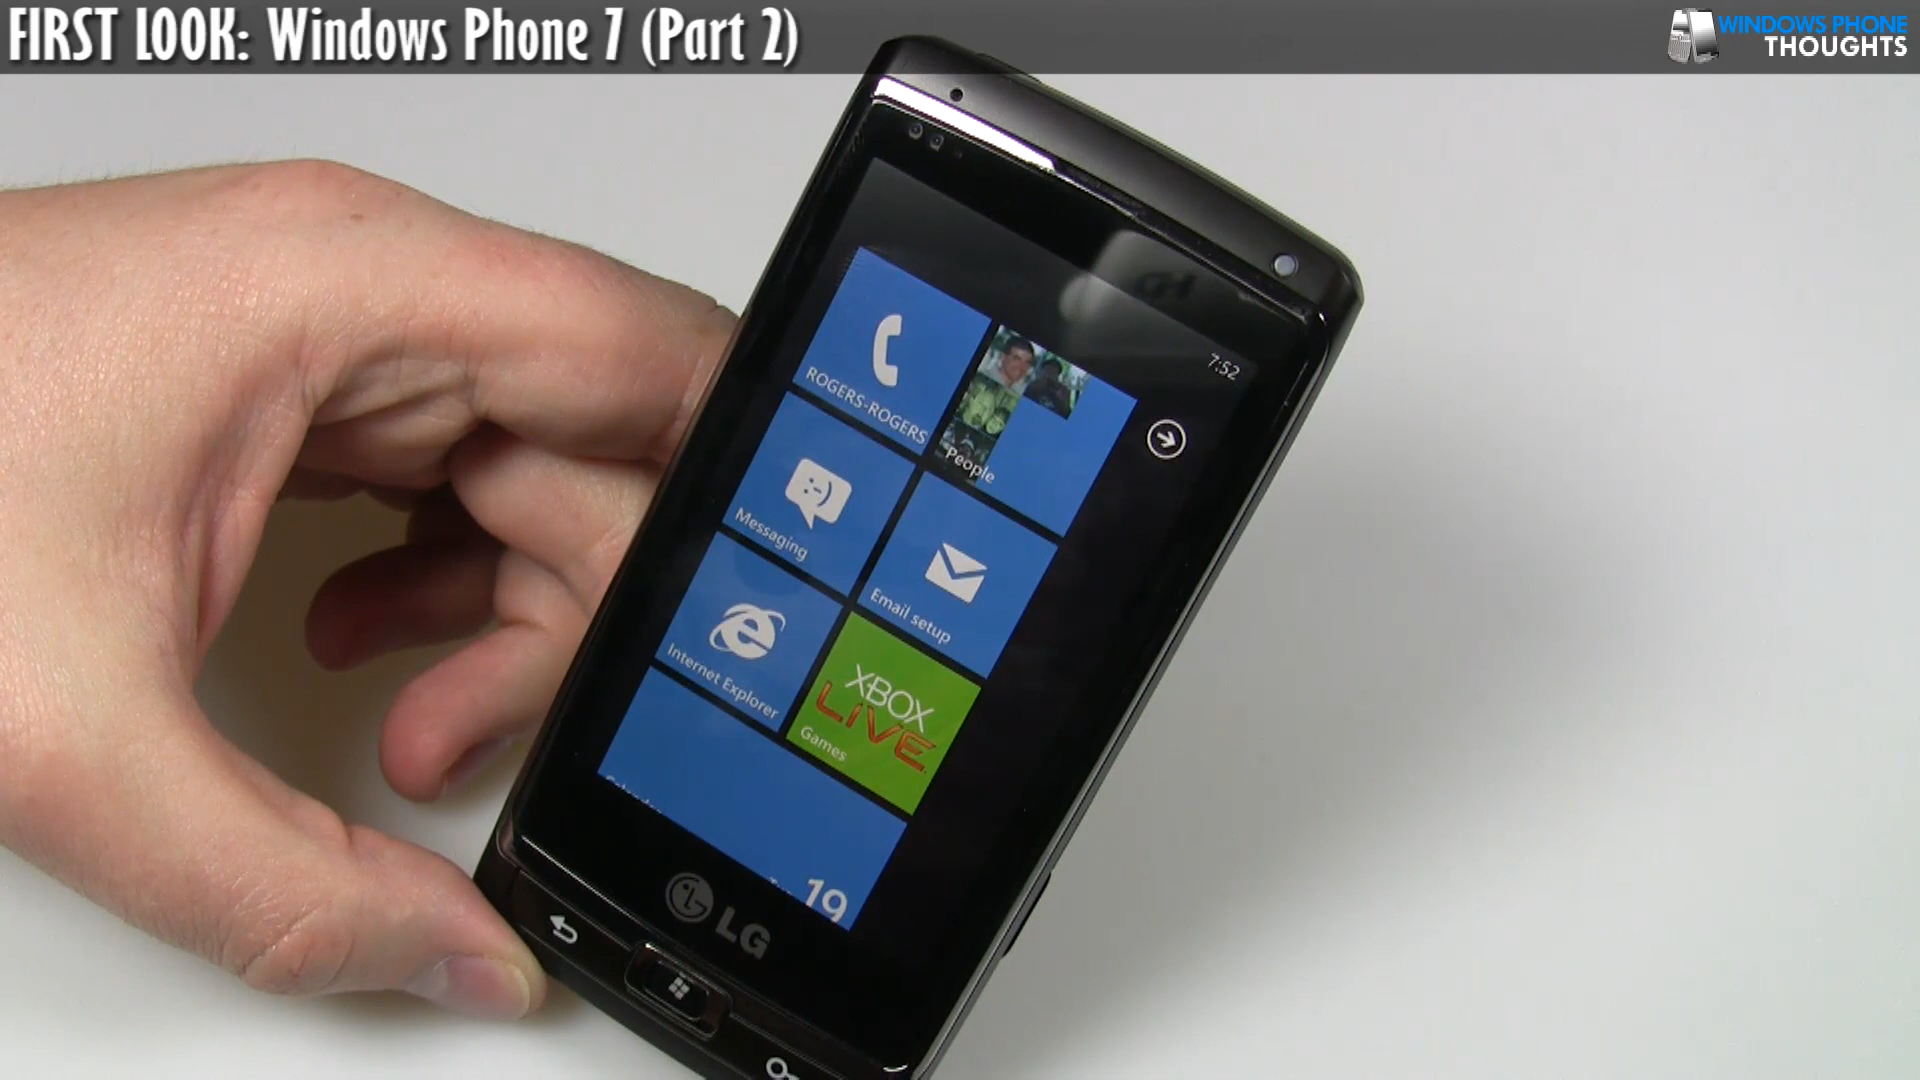 FIRST LOOK: Windows Phone 7 (Part 2)
WINDOWS PHONE
THOUGHTS
7:52
ROGERS-ROGERS
People
Messaging
Email setup
Internet Explorer
XBOX
LIVE
Games
Calendar
19
LG